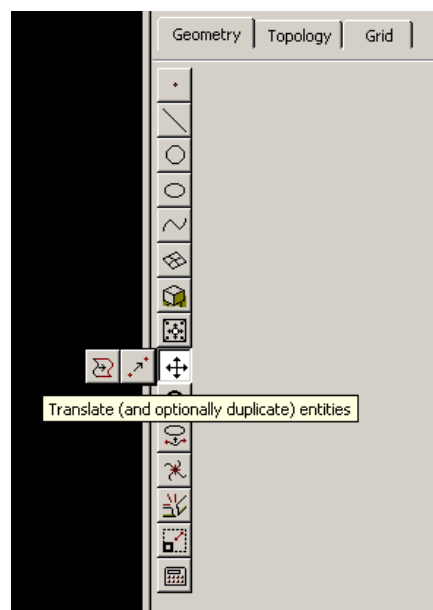 Geometry Topology Grid
Translate (and optionally duplicate) entities